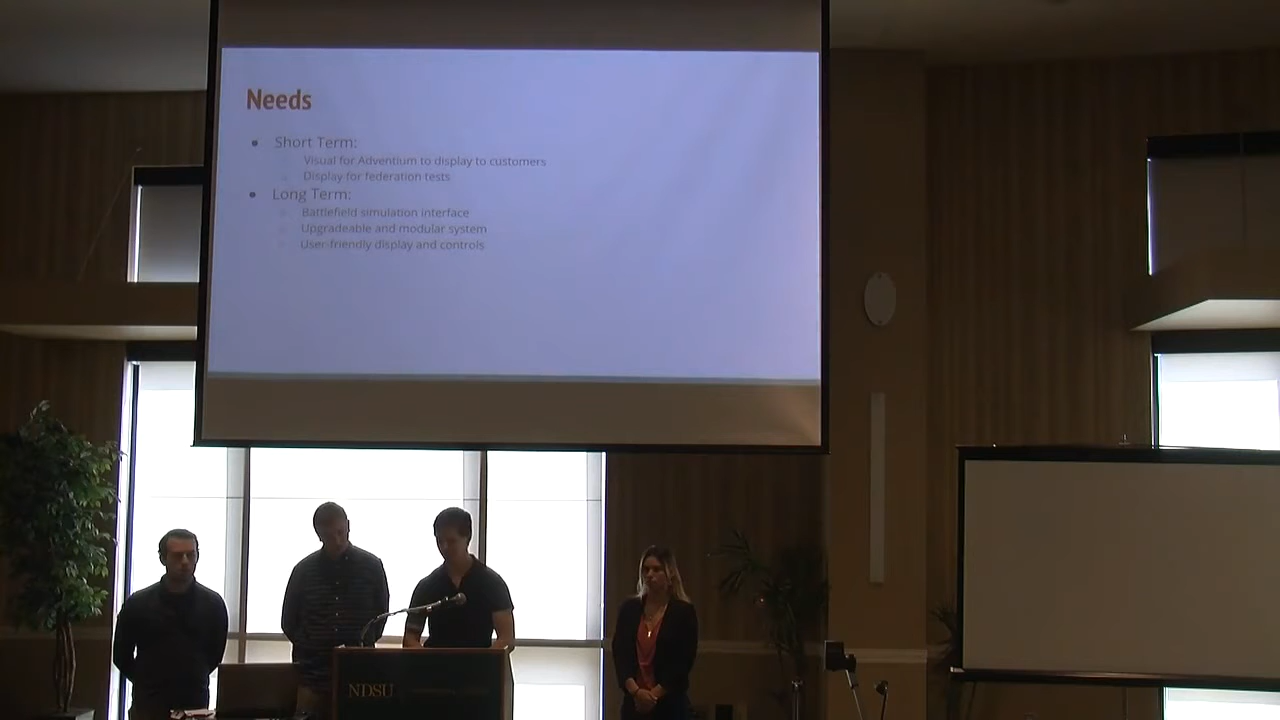 Needs
Short Term:
Visual for Adventium to display to customers
Display for federation tests
Long Term:
Battlefield simulation interface
Upgradeable and modular system
User-friendly display and controls
NDSU